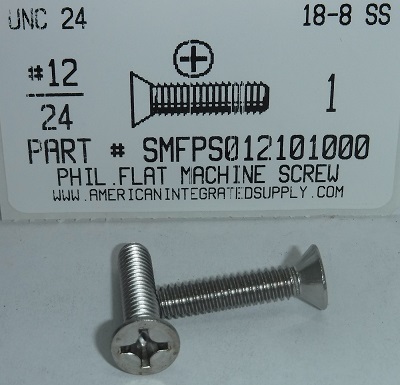 UNC 24 18-8 SS
#12
24
1
PART # SMFPS012101000
PHIL.FLAT MACHINE SCREW
WWW.AMERICANINTEGRATEDSUPPLY.COM